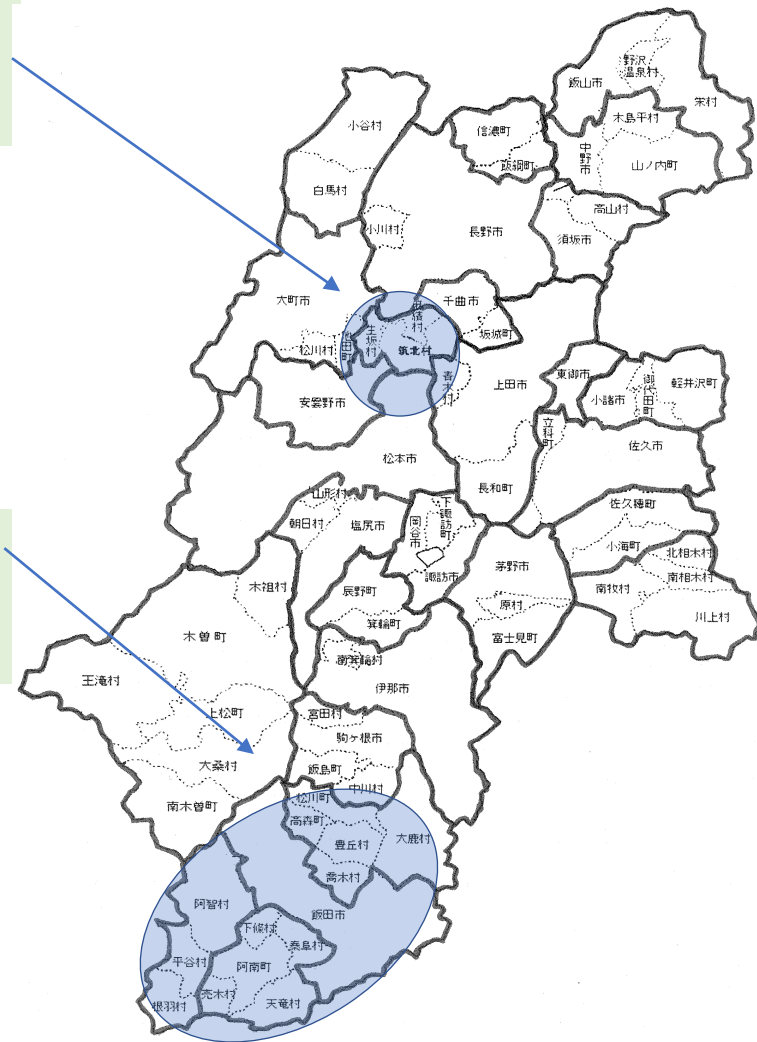 野沢
温泉村
飯山市
栄村
木島平村
小谷村
信濃町
中野市
飯綱町
山ノ内町
白馬村
高山村
小川村
長野市
須坂市
大町市
千曲市
麻績村
坂城町
生坂村
池田町
松川村
筑北村
青木村
上田市
東御市
小諸市
御代田町
軽井沢町
安曇野市
立科町
佐久市
松本市
長和町
山形村
朝日村
塩尻市
下諏訪町
岡谷市
佐久穂町
小海町
北相木村
南相木村
茅野市
諏訪市
木祖村
辰野町
南牧村
原村
川上村
箕輪町
富士見町
木曽町
南箕輪村
王滝村
伊那市
上松町
宮田村
駒ヶ根市
大桑村
飯島町
中川村
南木曽町
松川町
高森町
大鹿村
豊丘村
喬木村
阿智村
飯田市
下條村
泰阜村
平谷村
阿南町
売木村
根羽村
天竜村